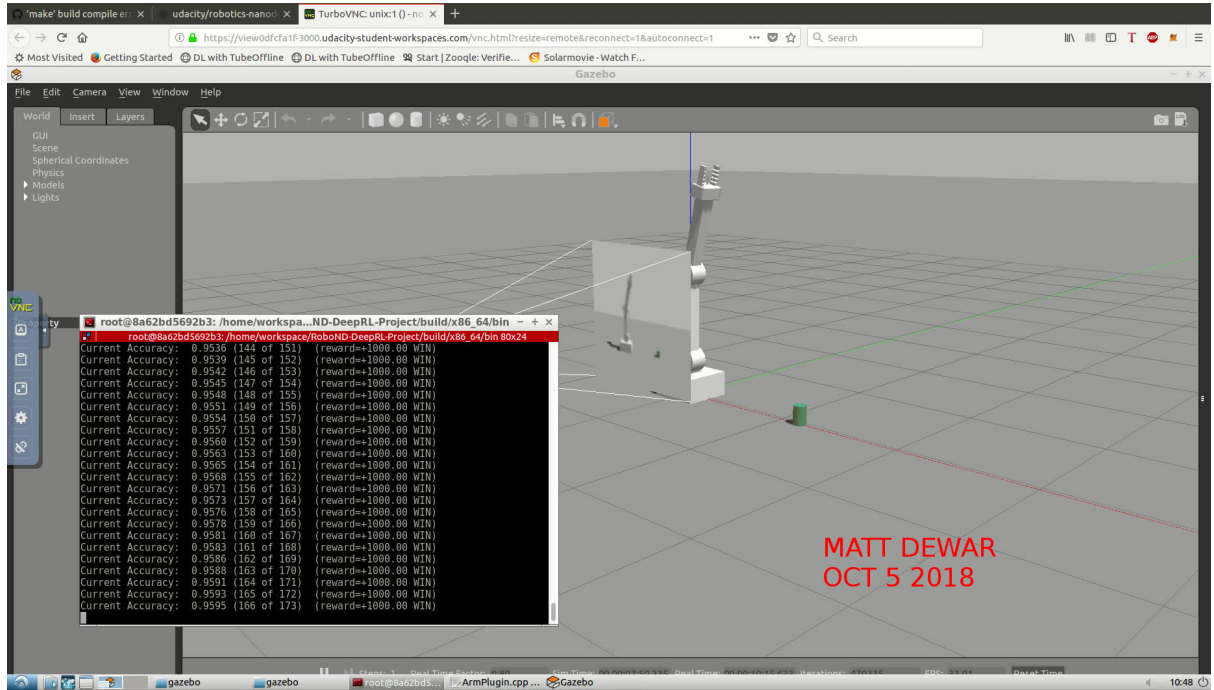 'make' build compile er
udacity/robotics-nanod
TurboVNC: unix:1 () - no
https://view0dfcfa1f-3000.udacity-student-workspaces.com/vnc.html?resize=remote&reconnect=1&autoconnect=1
Search
Most Visited Getting Started DL with TubeOffline DL with TubeOffline Start | Zooqle: Verifie... Solarmovie - Watch F...
Gazebo
File Edit Camera View Window Help
World Insert Layers
GUI
Scene
Spherical Coordinates
Physics
Models
Lights
VNC
root@8a62bd5692b3: /home/workspa...ND-DeepRL-Project/build/x86_64/bin
root@8a62bd5692b3: /home/workspace/RoboND-DeepRL-Project/build/x86_64/bin 80x24
Current Accuracy: 0.9536 (144 of 151) (reward=+1000.00 WIN)
Current Accuracy: 0.9539 (145 of 152) (reward=+1000.00 WIN)
Current Accuracy: 0.9542 (146 of 153) (reward=+1000.00 WIN)
Current Accuracy: 0.9545 (147 of 154) (reward=+1000.00 WIN)
Current Accuracy: 0.9548 (148 of 155) (reward=+1000.00 WIN)
Current Accuracy: 0.9551 (149 of 156) (reward=+1000.00 WIN)
Current Accuracy: 0.9554 (150 of 157) (reward=+1000.00 WIN)
Current Accuracy: 0.9557 (151 of 158) (reward=+1000.00 WIN)
Current Accuracy: 0.9560 (152 of 159) (reward=+1000.00 WIN)
Current Accuracy: 0.9563 (153 of 160) (reward=+1000.00 WIN)
Current Accuracy: 0.9565 (154 of 161) (reward=+1000.00 WIN)
Current Accuracy: 0.9568 (155 of 162) (reward=+1000.00 WIN)
Current Accuracy: 0.9571 (156 of 163) (reward=+1000.00 WIN)
Current Accuracy: 0.9573 (157 of 164) (reward=+1000.00 WIN)
Current Accuracy: 0.9576 (158 of 165) (reward=+1000.00 WIN)
Current Accuracy: 0.9578 (159 of 166) (reward=+1000.00 WIN)
Current Accuracy: 0.9581 (160 of 167) (reward=+1000.00 WIN)
Current Accuracy: 0.9583 (161 of 168) (reward=+1000.00 WIN)
Current Accuracy: 0.9586 (162 of 169) (reward=+1000.00 WIN)
Current Accuracy: 0.9588 (163 of 170) (reward=+1000.00 WIN)
Current Accuracy: 0.9591 (164 of 171) (reward=+1000.00 WIN)
Current Accuracy: 0.9593 (165 of 172) (reward=+1000.00 WIN)
Current Accuracy: 0.9595 (166 of 173) (reward=+1000.00 WIN)
MATT DEWAR
OCT 5 2018
Steps: 1 Real Time Factor: Sim Time: Real Time: Iterations: FPS: Reset Time
gazebo gazebo root@8a62bd5... ArmPlugin.cpp ... Gazebo 10:48